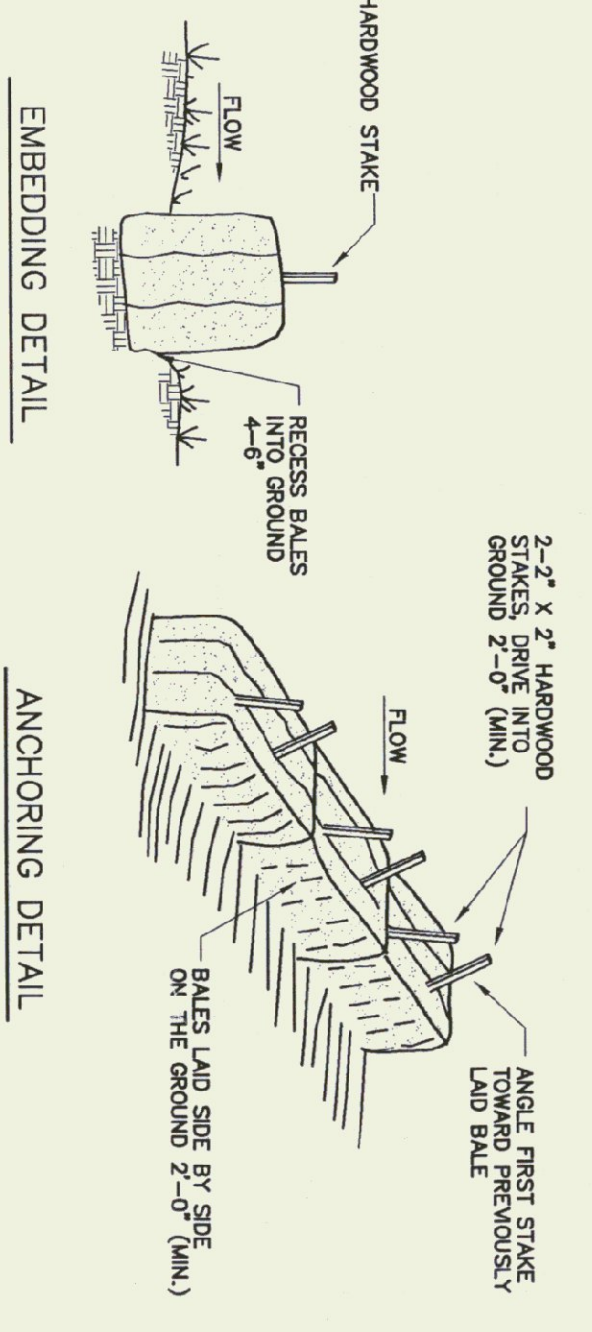 HARDWOOD STAKE
FLOW
RECESS BALES
INTO GROUND
4-6"
EMBEDDING DETAIL
2-2" X 2" HARDWOOD
STAKES, DRIVE INTO
GROUND 2'-0" (MIN.)
FLOW
ANGLE FIRST STAKE
TOWARD PREVIOUSLY
LAID BALE
BALES LAID SIDE BY SIDE
ON THE GROUND 2'-0" (MIN.)
ANCHORING DETAIL